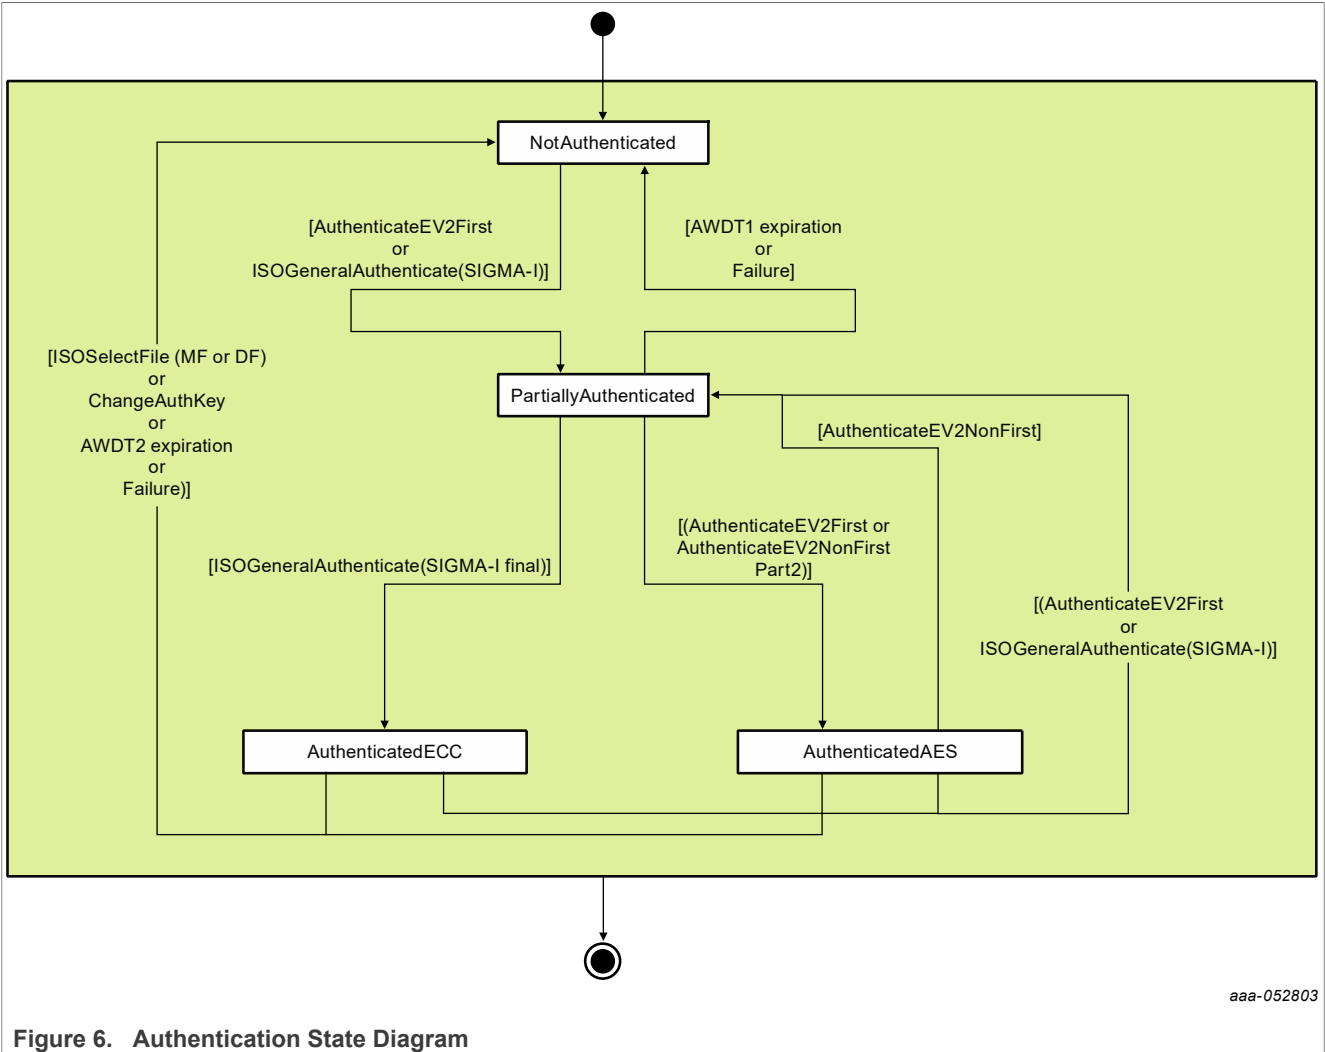 NotAuthenticated
[AuthenticateEV2First
or
ISOGeneralAuthenticate(SIGMA-I)]
[AWDT1 expiration
or
Failure]
[ISOSelectFile (MF or DF)
or
ChangeAuthKey
or
AWDT2 expiration
or
Failure)]
PartiallyAuthenticated
[AuthenticateEV2NonFirst]
[ISOGeneralAuthenticate(SIGMA-I final)]
[(AuthenticateEV2First or
AuthenticateEV2NonFirst
Part2)]
[(AuthenticateEV2First
or
ISOGeneralAuthenticate(SIGMA-I)]
AuthenticatedECC
AuthenticatedAES
aaa-052803
Figure 6. Authentication State Diagram